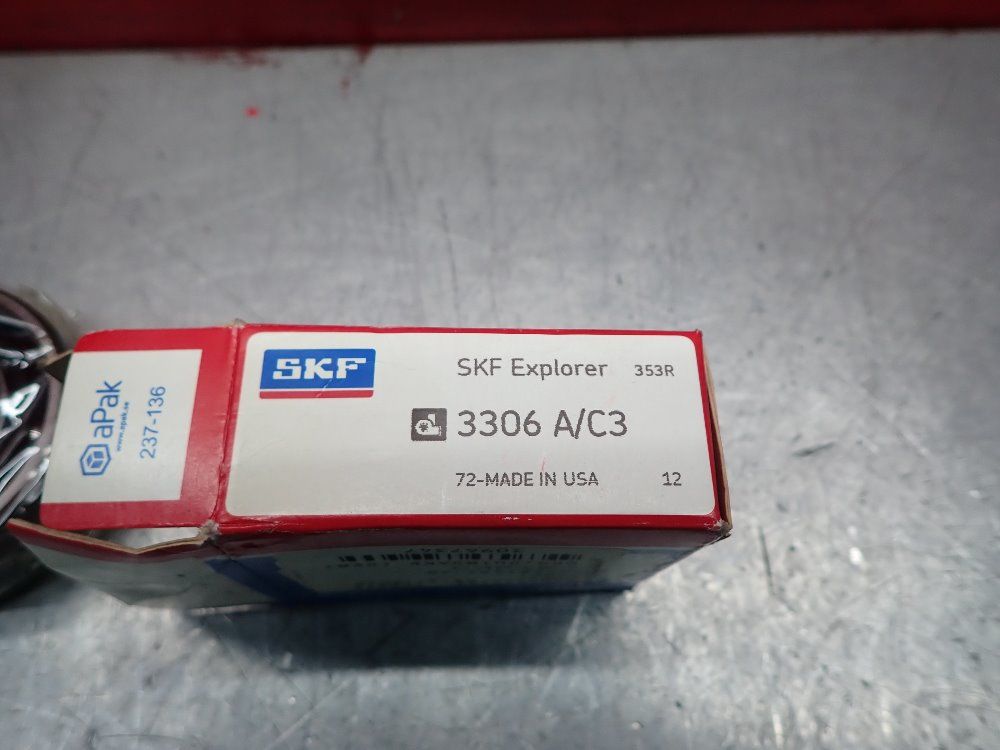 SKF
SKF Explorer 353R
3306 A/C3
72-MADE IN USA 12
aPak
www.apak.se
237-136